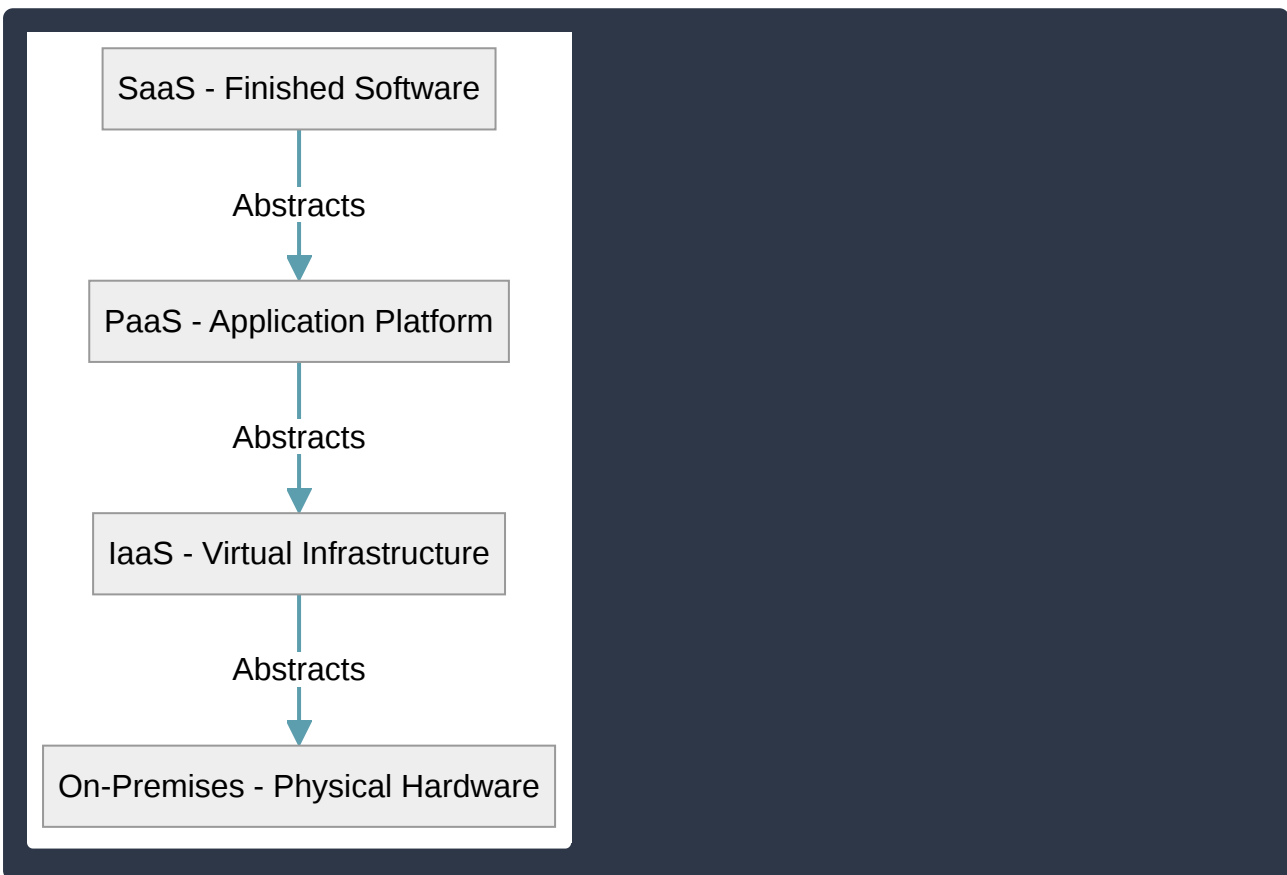 SaaS - Finished Software
Abstracts
PaaS - Application Platform
Abstracts
IaaS - Virtual Infrastructure
Abstracts
On-Premises - Physical Hardware